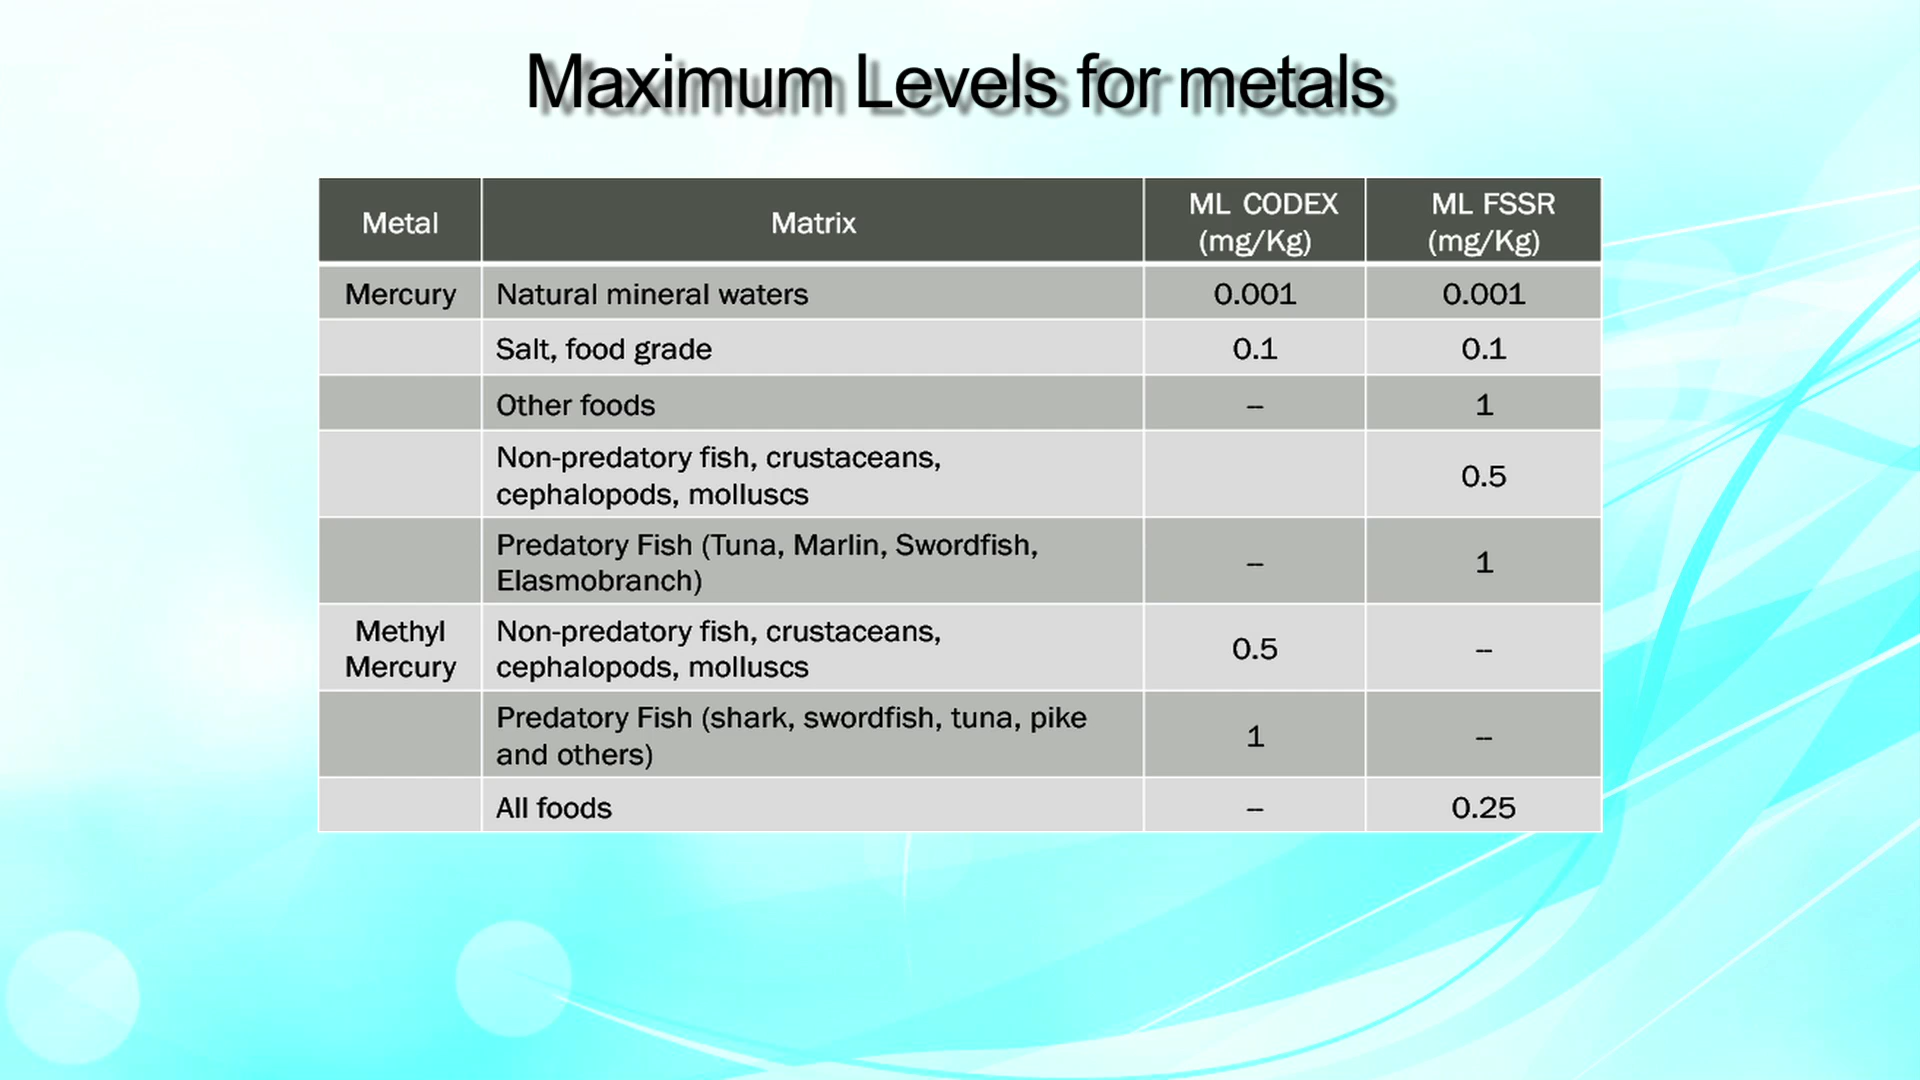 Maximum Levels for metals
Metal Matrix ML CODEX (mg/Kg) ML FSSR (mg/Kg)
Mercury Natural mineral waters 0.001 0.001
Salt, food grade 0.1 0.1
Other foods -- 1
Non-predatory fish, crustaceans,
cephalopods, molluscs 0.5
Predatory Fish (Tuna, Marlin, Swordfish,
Elasmobranch) -- 1
Methyl Mercury Non-predatory fish, crustaceans,
cephalopods, molluscs 0.5 --
Predatory Fish (shark, swordfish, tuna, pike
and others) 1 --
All foods -- 0.25